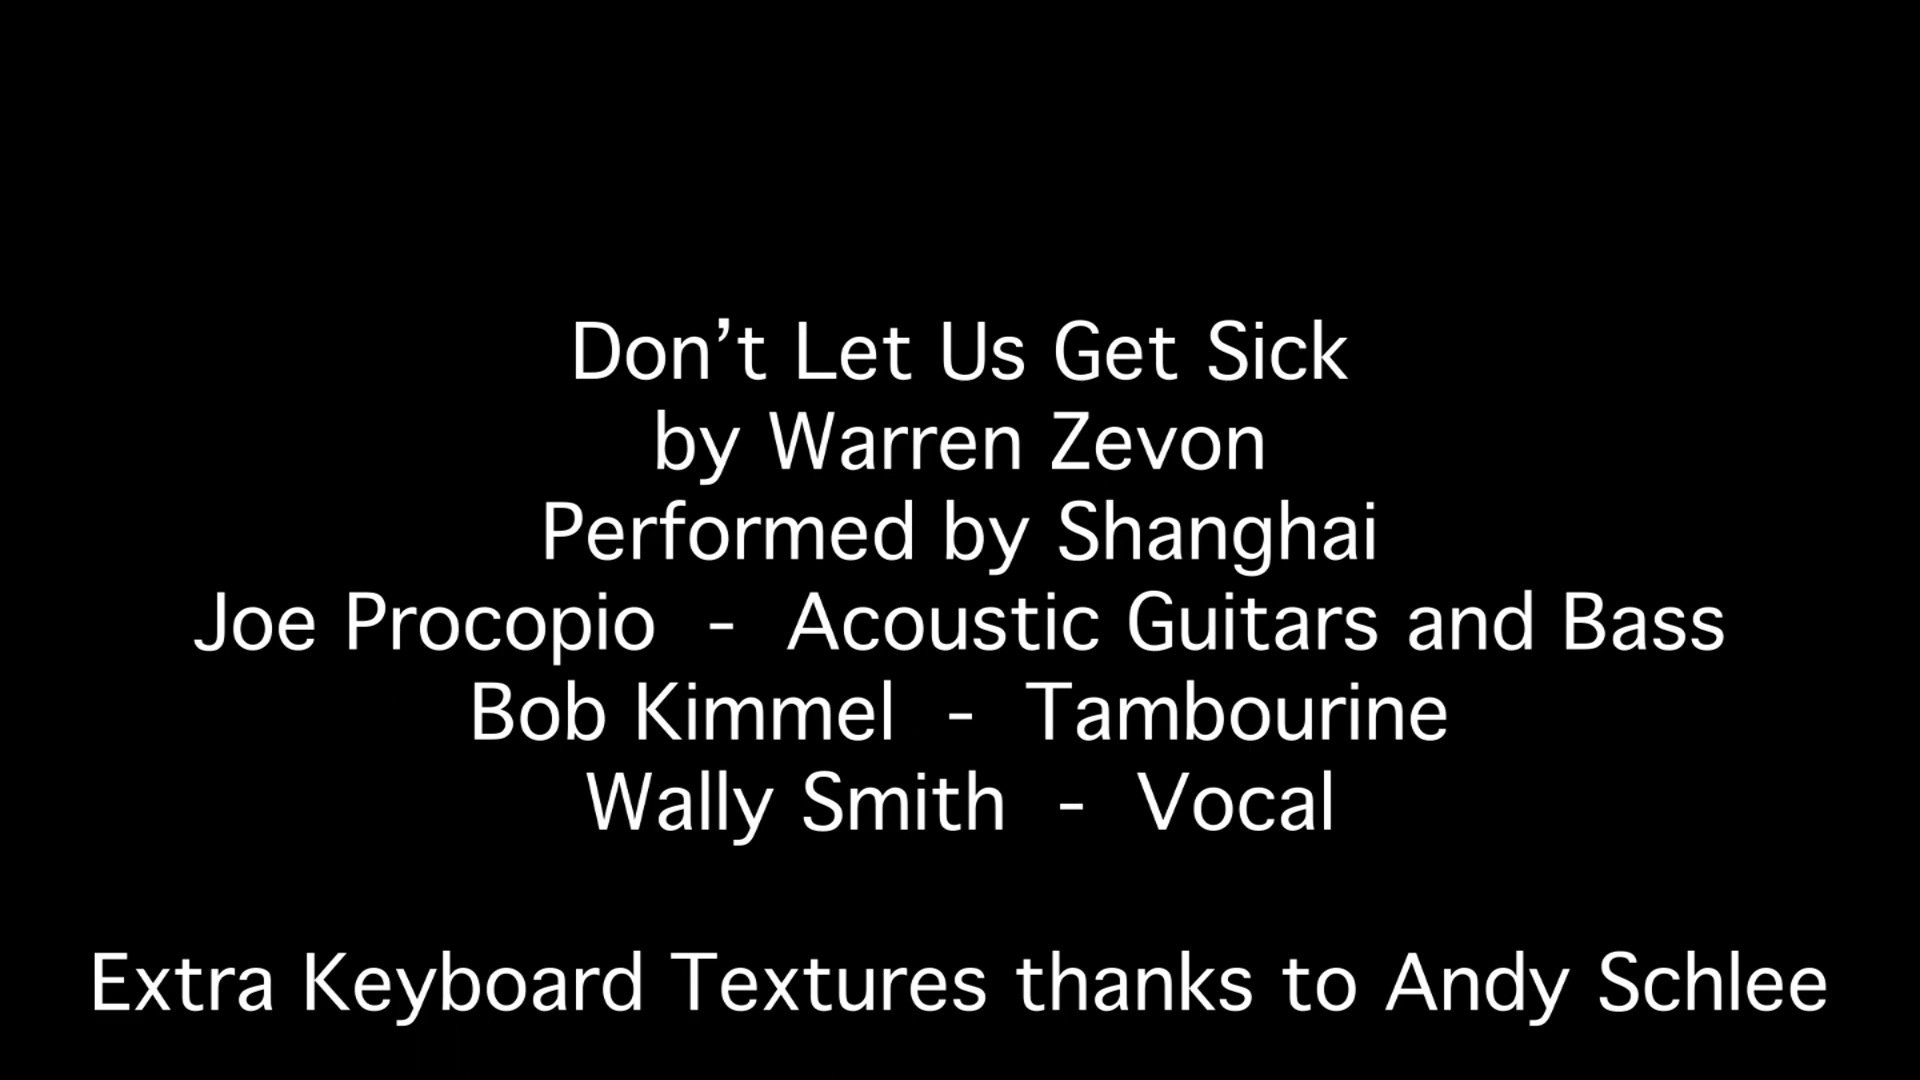 Don’t Let Us Get Sick
by Warren Zevon
Performed by Shanghai
Joe Procopio - Acoustic Guitars and Bass
Bob Kimmel - Tambourine
Wally Smith - Vocal
Extra Keyboard Textures thanks to Andy Schlee